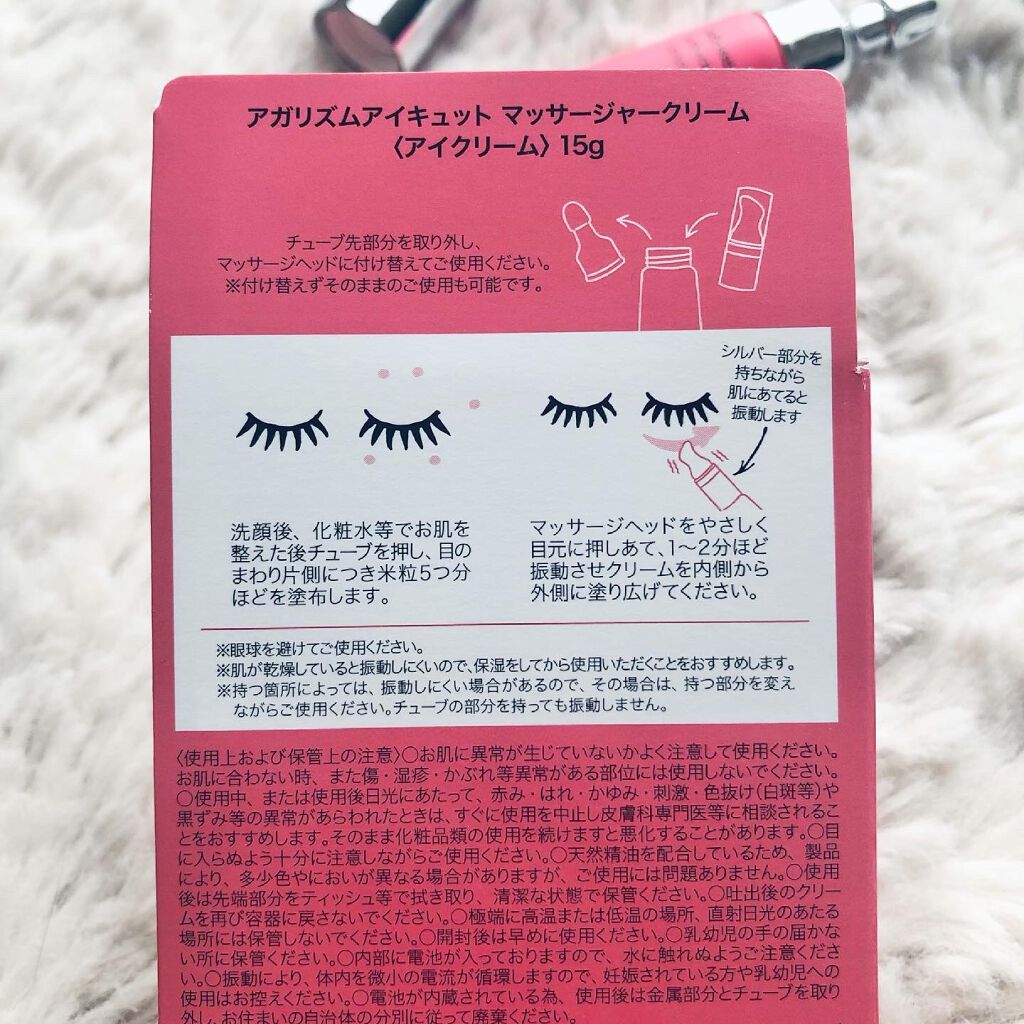 アガリズムアイキュット マッサージャークリーム
〈アイクリーム〉 15g
チューブ先部分を取り外し、
マッサージヘッドに付け替えてご使用ください。
※付け替えずそのままのご使用も可能です。
シルバー部分を
持ちながら
肌にあてると
振動します
洗顔後、化粧水等でお肌を
整えた後チューブを押し、目の
まわり片側につき米粒5つ分
ほどを塗布します。
マッサージヘッドをやさしく
目元に押しあて、1〜2分ほど
振動させクリームを内側から
外側に塗り広げてください。
※眼球を避けてご使用ください。
※肌が乾燥していると振動しにくいので、保湿をしてから使用いただくことをおすすめします。
※持つ箇所によっては、振動しにくい場合があるので、その場合は、持つ部分を変え
ながらご使用ください。チューブの部分を持っても振動しません。
〈使用上および保管上の注意〉○お肌に異常が生じていないかよく注意して使用ください。
お肌に合わない時、また傷・湿疹・かぶれ等異常がある部位には使用しないでください。
○使用中、または使用後日光にあたって、赤み・はれ・かゆみ・刺激・色抜け(白斑等)や
黒ずみ等の異常があらわれたときは、すぐに使用を中止し皮膚科専門医等に相談されるこ
とをおすすめします。そのまま化粧品類の使用を続けますと悪化することがあります。○目
に入らぬよう十分に注意しながらご使用ください。○天然精油を配合しているため、製品
により、多少色やにおいが異なる場合がありますが、ご使用には問題ありません。○使用
後は先端部分をティッシュ等で拭き取り、清潔な状態で保管ください。○吐出後のクリー
ムを再び容器に戻さないでください。○極端に高温または低温の場所、直射日光のあたる
場所には保管しないでください。○開封後は早めに使用ください。○乳幼児の手の届かな
い所に保管ください。○内部に電池が入っておりますので、水に触れぬようご注意くださ
い。○振動により、体内を微小の電流が循環しますので、妊娠されている方や乳幼児への
使用はお控えください。○電池が内蔵されている為、使用後は金属部分とチューブを取り
外し、お住まいの自治体の分別に従って廃棄ください。